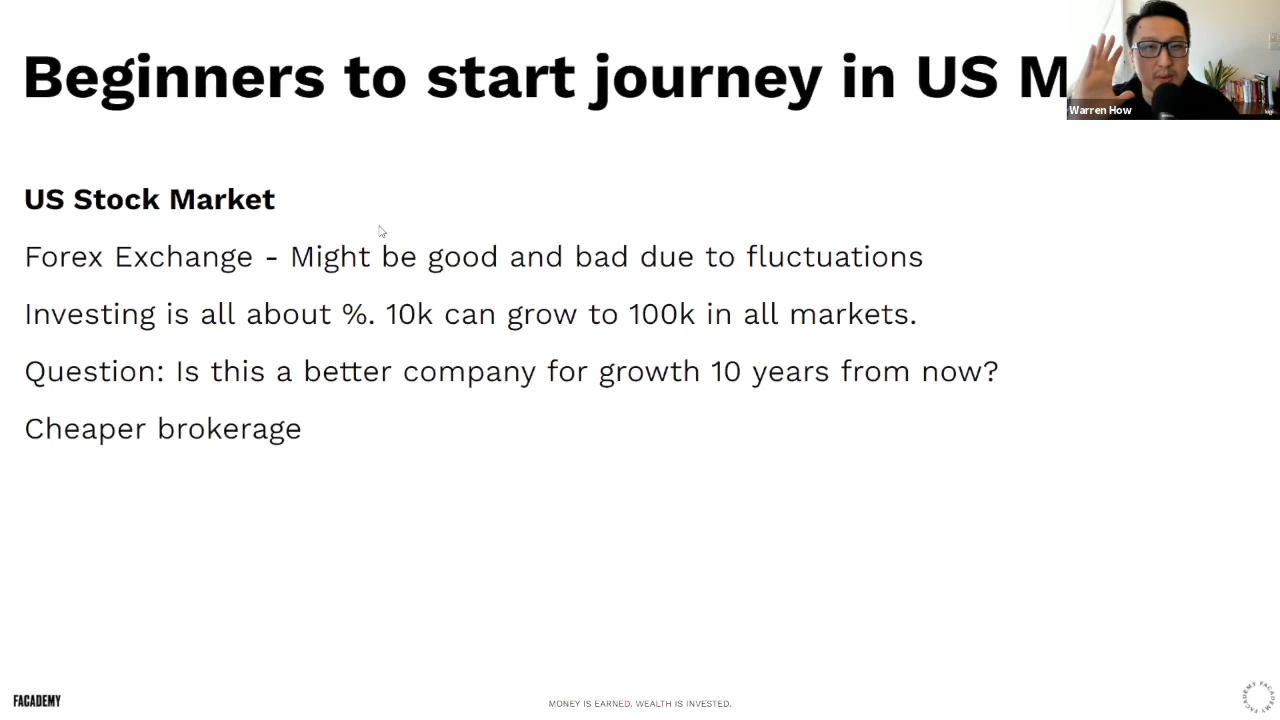 Beginners to start journey in US M
Warren How
US Stock Market
Forex Exchange - Might be good and bad due to fluctuations
Investing is all about %. 10k can grow to 100k in all markets.
Question: Is this a better company for growth 10 years from now?
Cheaper brokerage
FACADEMY
MONEY IS EARNED. WEALTH IS INVESTED.
FACADEMY FACADEMY